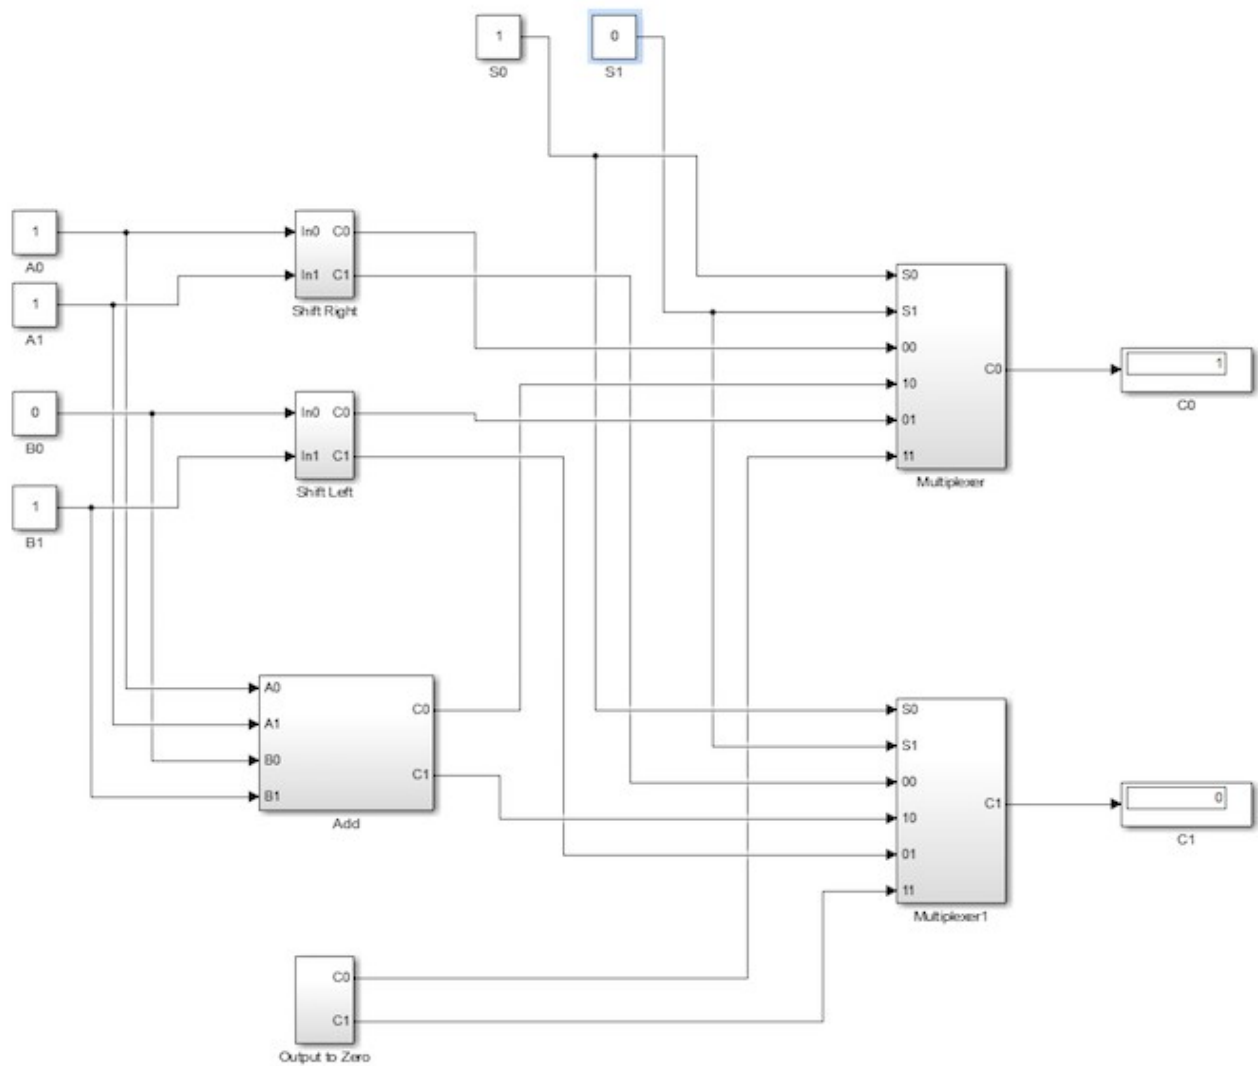 1
S0
0
S1
1
A0
1
A1
0
B0
1
B1
In0 C0
In1 C1
Shift Right
In0 C0
In1 C1
Shift Left
A0
A1
B0
B1
C0
C1
Add
C0
C1
Output to Zero
S0
S1
00
10
01
11
C0
Multiplexer
1
C0
S0
S1
00
10
01
11
C1
Multiplexer1
0
C1